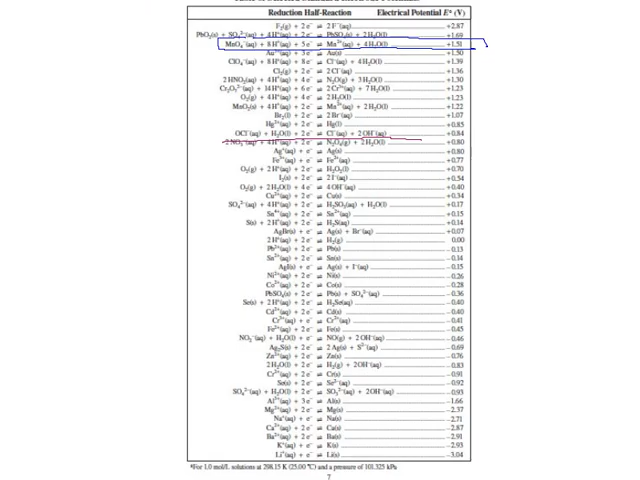 Reduction Half-Reaction Electrical Potential E° (V)
F₂(g) + 2 e⁻ ⇌ 2 F⁻(aq) +2.87
PbO₂(s) + SO₄²⁻(aq) + 4 H⁺(aq) + 2 e⁻ ⇌ PbSO₄(s) + 2 H₂O(l) +1.69
MnO₄⁻(aq) + 8 H⁺(aq) + 5 e⁻ ⇌ Mn²⁺(aq) + 4 H₂O(l) +1.51
Au³⁺(aq) + 3 e⁻ ⇌ Au(s) +1.50
ClO₄⁻(aq) + 8 H⁺(aq) + 8 e⁻ ⇌ Cl⁻(aq) + 4 H₂O(l) +1.39
Cl₂(g) + 2 e⁻ ⇌ 2 Cl⁻(aq) +1.36
2 HNO₂(aq) + 4 H⁺(aq) + 4 e⁻ ⇌ N₂O(g) + 3 H₂O(l) +1.30
Cr₂O₇²⁻(aq) + 14 H⁺(aq) + 6 e⁻ ⇌ 2 Cr³⁺(aq) + 7 H₂O(l) +1.23
O₂(g) + 4 H⁺(aq) + 4 e⁻ ⇌ 2 H₂O(l) +1.23
MnO₂(s) + 4 H⁺(aq) + 2 e⁻ ⇌ Mn²⁺(aq) + 2 H₂O(l) +1.22
Br₂(l) + 2 e⁻ ⇌ 2 Br⁻(aq) +1.07
Hg²⁺(aq) + 2 e⁻ ⇌ Hg(l) +0.85
OCl⁻(aq) + H₂O(l) + 2 e⁻ ⇌ Cl⁻(aq) + 2 OH⁻(aq) +0.84
2 NO₃⁻(aq) + 4 H⁺(aq) + 2 e⁻ ⇌ N₂O₄(g) + 2 H₂O(l) +0.80
Ag⁺(aq) + e⁻ ⇌ Ag(s) +0.80
Fe³⁺(aq) + e⁻ ⇌ Fe²⁺(aq) +0.77
O₂(g) + 2 H⁺(aq) + 2 e⁻ ⇌ H₂O₂(l) +0.70
I₂(s) + 2 e⁻ ⇌ 2 I⁻(aq) +0.54
O₂(g) + 2 H₂O(l) + 4 e⁻ ⇌ 4 OH⁻(aq) +0.40
Cu²⁺(aq) + 2 e⁻ ⇌ Cu(s) +0.34
SO₄²⁻(aq) + 4 H⁺(aq) + 2 e⁻ ⇌ H₂SO₃(aq) + H₂O(l) +0.17
Sn⁴⁺(aq) + 2 e⁻ ⇌ Sn²⁺(aq) +0.15
S(s) + 2 H⁺(aq) + 2 e⁻ ⇌ H₂S(aq) +0.14
AgBr(s) + e⁻ ⇌ Ag(s) + Br⁻(aq) +0.07
2 H⁺(aq) + 2 e⁻ ⇌ H₂(g) 0.00
Pb²⁺(aq) + 2 e⁻ ⇌ Pb(s) -0.13
Sn²⁺(aq) + 2 e⁻ ⇌ Sn(s) -0.14
AgI(s) + e⁻ ⇌ Ag(s) + I⁻(aq) -0.15
Ni²⁺(aq) + 2 e⁻ ⇌ Ni(s) -0.26
Co²⁺(aq) + 2 e⁻ ⇌ Co(s) -0.28
PbSO₄(s) + 2 e⁻ ⇌ Pb(s) + SO₄²⁻(aq) -0.36
Se(s) + 2 H⁺(aq) + 2 e⁻ ⇌ H₂Se(aq) -0.40
Cd²⁺(aq) + 2 e⁻ ⇌ Cd(s) -0.40
Cr³⁺(aq) + e⁻ ⇌ Cr²⁺(aq) -0.41
Fe²⁺(aq) + 2 e⁻ ⇌ Fe(s) -0.45
NO₂⁻(aq) + H₂O(l) + e⁻ ⇌ NO(g) + 2 OH⁻(aq) -0.46
Ag₂S(s) + 2 e⁻ ⇌ 2 Ag(s) + S²⁻(aq) -0.69
Zn²⁺(aq) + 2 e⁻ ⇌ Zn(s) -0.76
2 H₂O(l) + 2 e⁻ ⇌ H₂(g) + 2 OH⁻(aq) -0.83
Cr²⁺(aq) + 2 e⁻ ⇌ Cr(s) -0.91
Se(s) + 2 e⁻ ⇌ Se²⁻(aq) -0.92
SO₄²⁻(aq) + H₂O(l) + 2 e⁻ ⇌ SO₃²⁻(aq) + 2 OH⁻(aq) -0.93
Al³⁺(aq) + 3 e⁻ ⇌ Al(s) -1.66
Mg²⁺(aq) + 2 e⁻ ⇌ Mg(s) -2.37
Na⁺(aq) + e⁻ ⇌ Na(s) -2.71
Ca²⁺(aq) + 2 e⁻ ⇌ Ca(s) -2.87
Ba²⁺(aq) + 2 e⁻ ⇌ Ba(s) -2.91
K⁺(aq) + e⁻ ⇌ K(s) -2.93
Li⁺(aq) + e⁻ ⇌ Li(s) -3.04
*For 1.0 mol/L solutions at 298.15 K (25.00 °C) and a pressure of 101.325 kPa
7